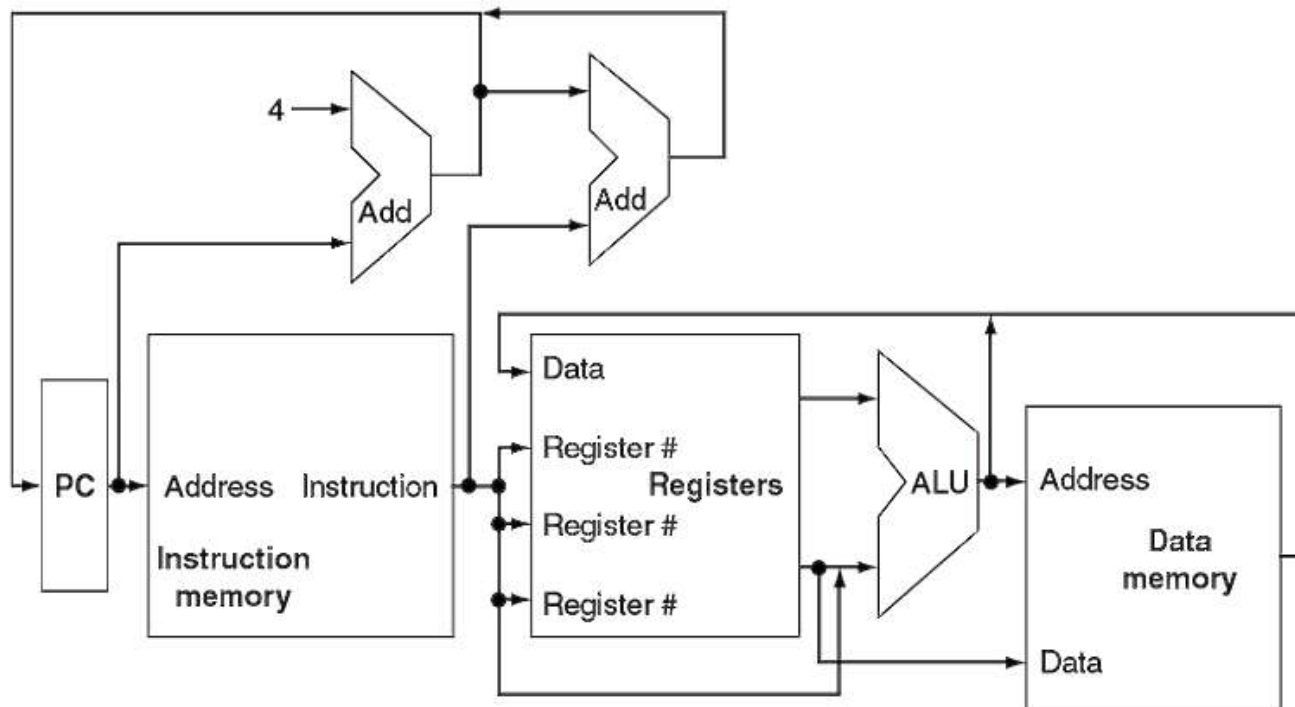 4
Add
Add
Data
Register #
PC
Address
Instruction
Registers
ALU
Address
Register #
Instruction
memory
Data
memory
Register #
Data